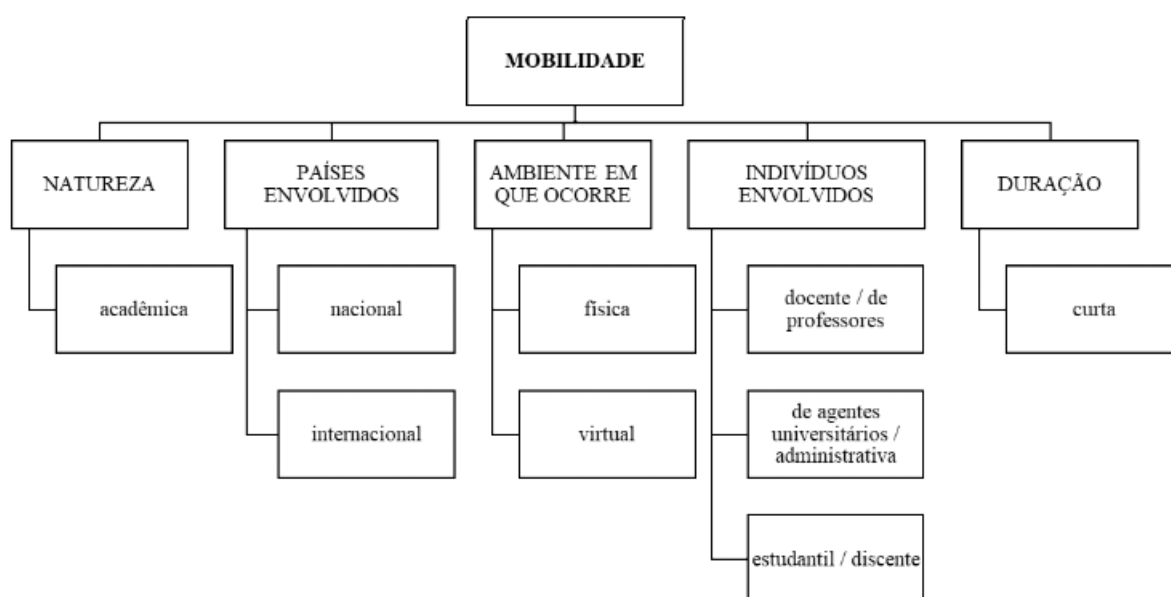 MOBILIDADE
NATUREZA
PAÍSES
ENVOLVIDOS
AMBIENTE EM
QUE OCORRE
INDIVÍDUOS
ENVOLVIDOS
DURAÇÃO
acadêmica
nacional
internacional
física
virtual
docente / de
professores
de agentes
universitários /
administrativa
estudantil / discente
curta